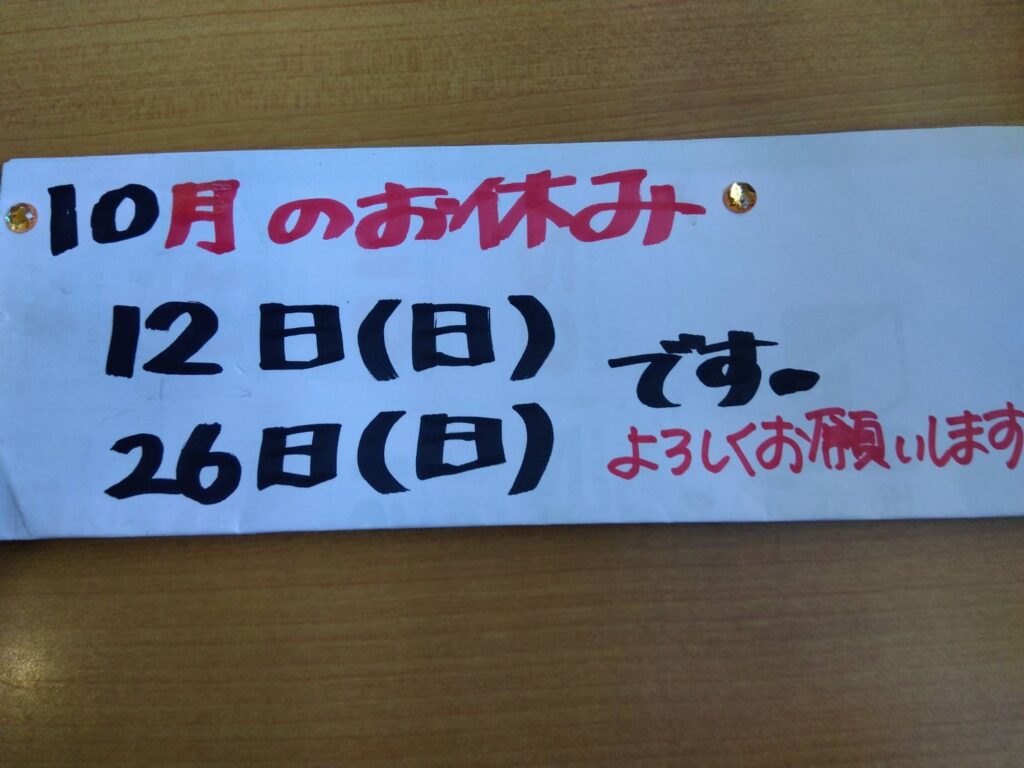 10月のお休み
12日(日)
26日(日)
です。
よろしくお願いします